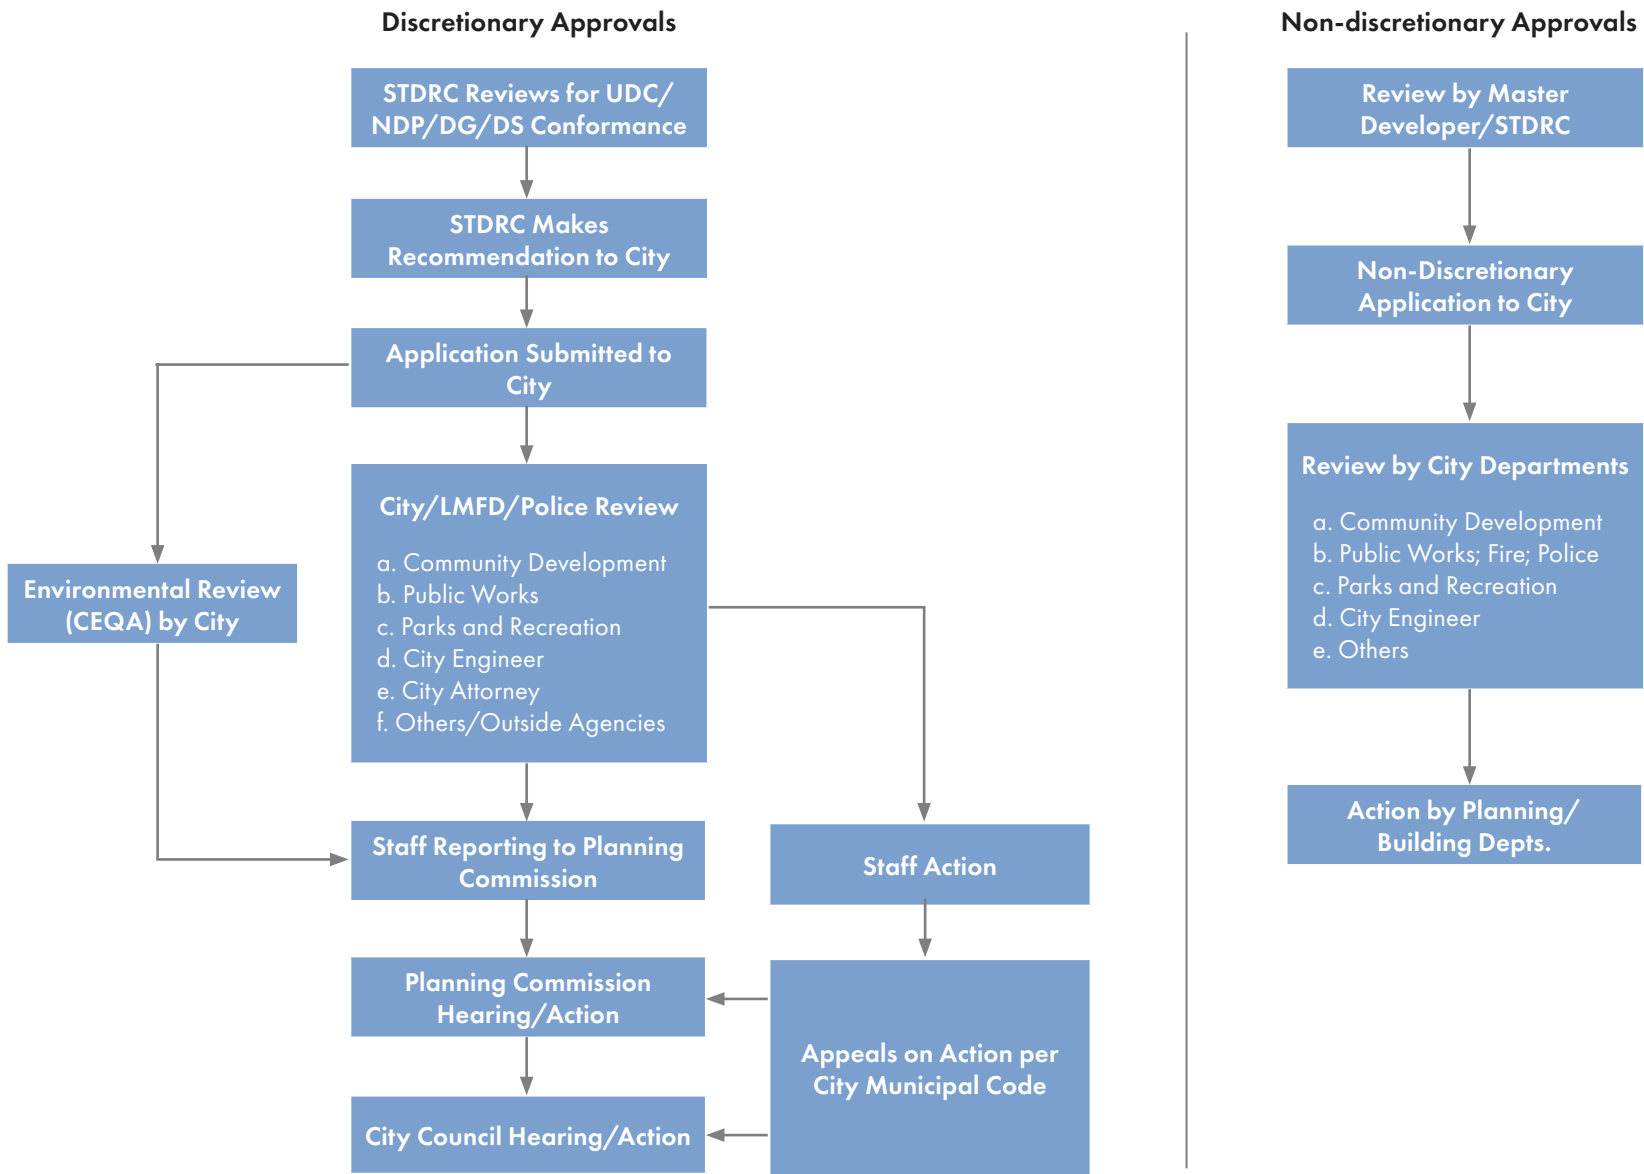 Discretionary Approvals
STDRC Reviews for UDC/
NDP/DG/DS Conformance
STDRC Makes
Recommendation to City
Application Submitted to
City
City/LMFD/Police Review
a. Community Development
b. Public Works
c. Parks and Recreation
d. City Engineer
e. City Attorney
f. Others/Outside Agencies
Environmental Review
(CEQA) by City
Staff Reporting to Planning
Commission
Staff Action
Planning Commission
Hearing/Action
Appeals on Action per
City Municipal Code
City Council Hearing/Action
Non-discretionary Approvals
Review by Master
Developer/STDRC
Non-Discretionary
Application to City
Review by City Departments
a. Community Development
b. Public Works; Fire; Police
c. Parks and Recreation
d. City Engineer
e. Others
Action by Planning/
Building Depts.